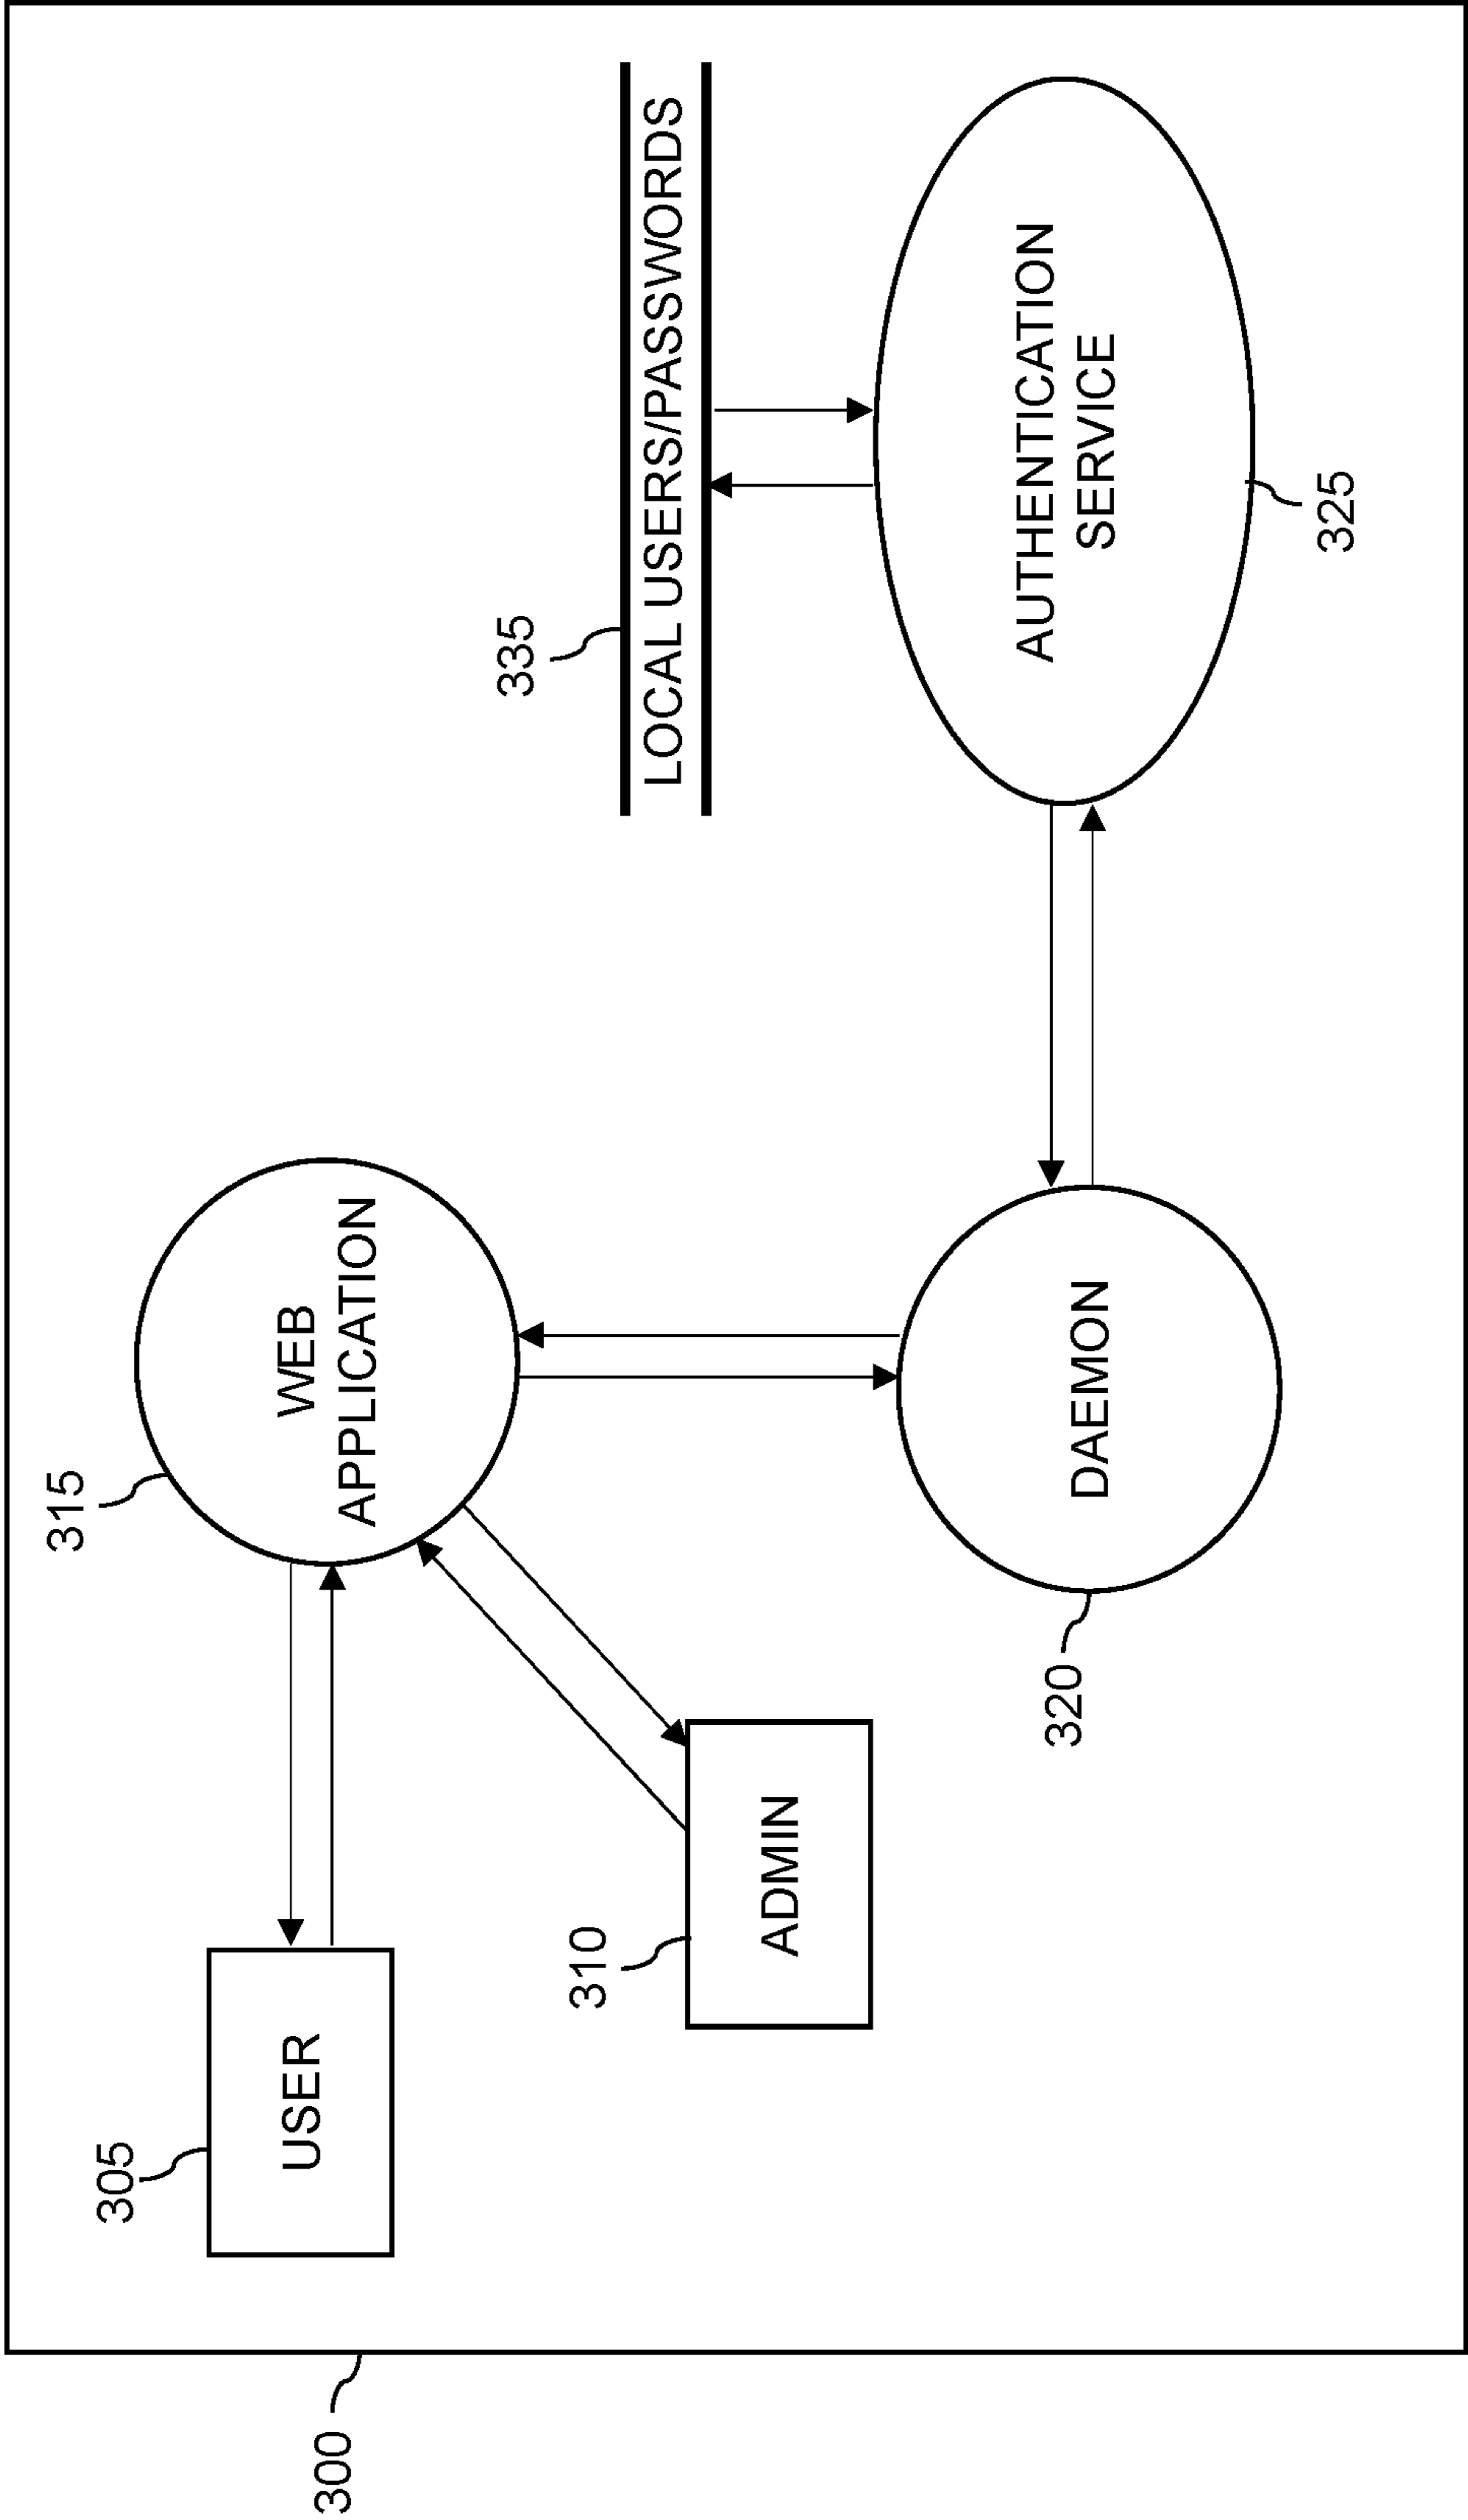 315
WEB
APPLICATION
335
LOCAL USERS/PASSWORDS
305
USER
310
ADMIN
300
320
DAEMON
AUTHENTICATION
SERVICE
325